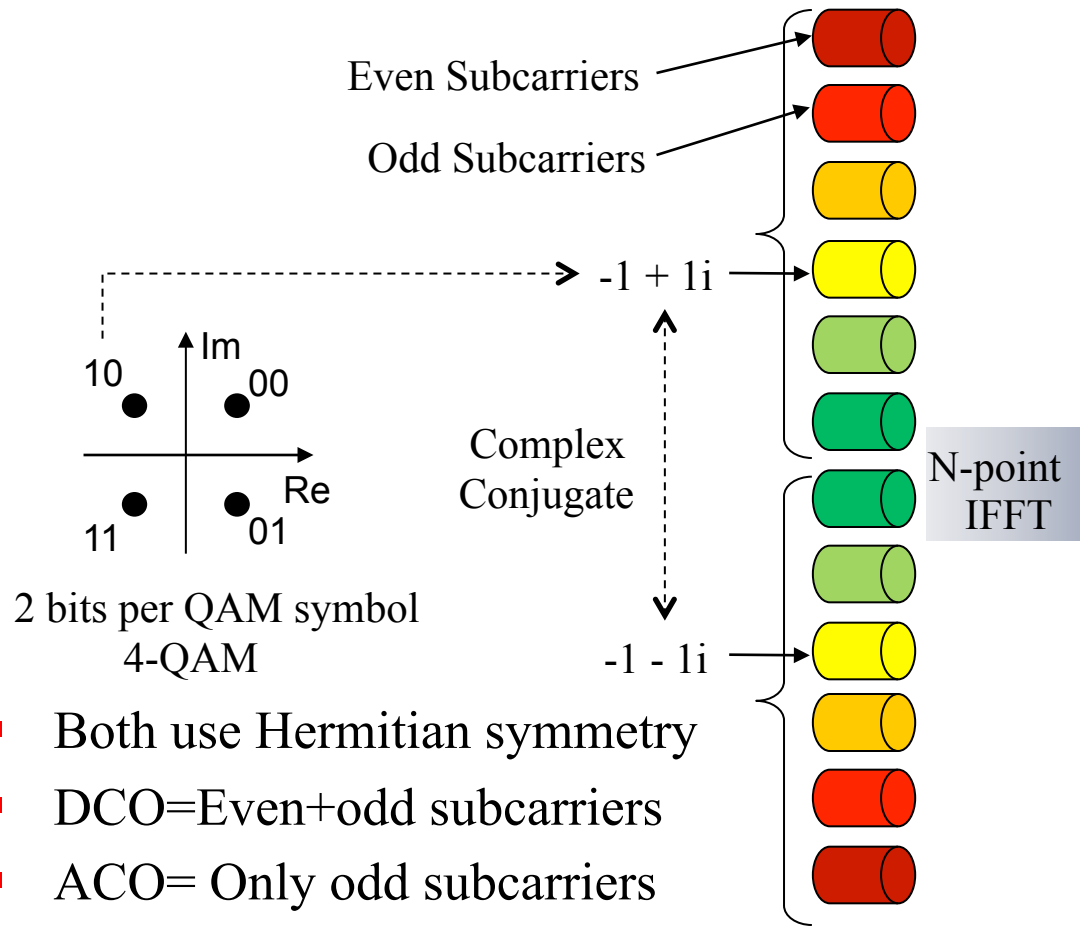 Even Subcarriers
Odd Subcarriers
-1 + 1i
Im
10
00
Re
11
01
Complex
Conjugate
N-point
IFFT
2 bits per QAM symbol
4-QAM
-1 - 1i
Both use Hermitian symmetry
DCO=Even+odd subcarriers
ACO= Only odd subcarriers